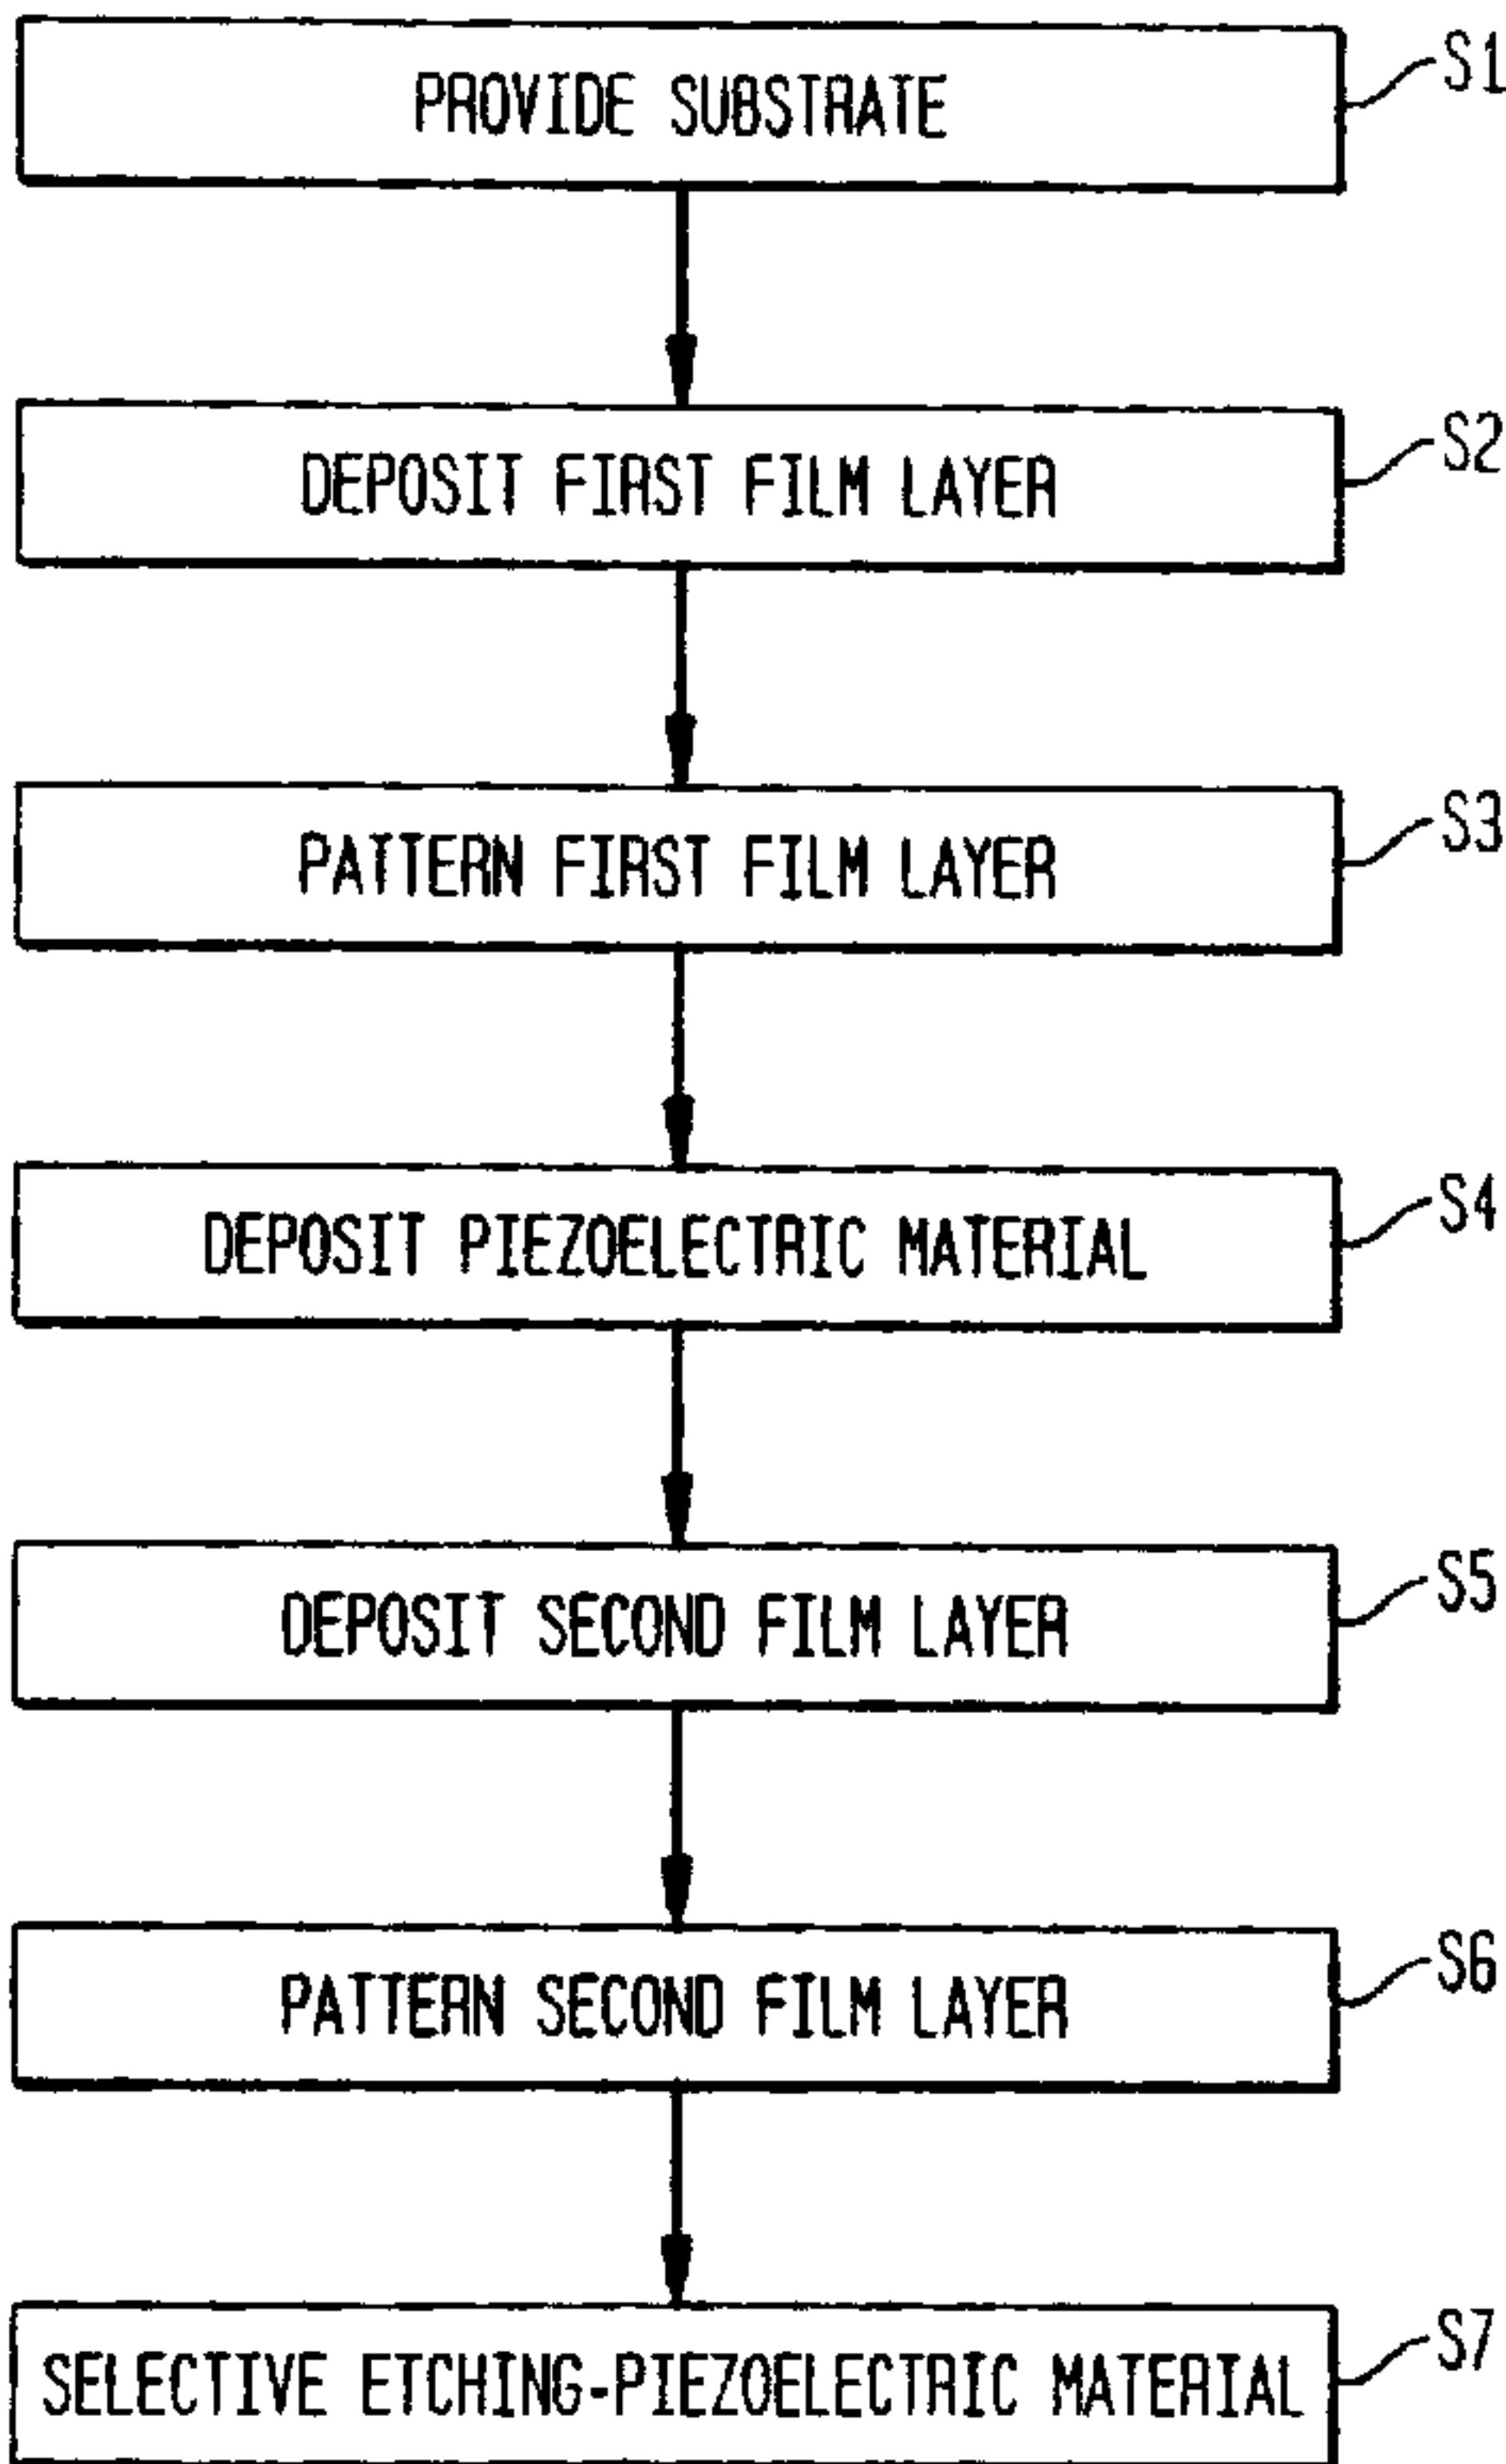 PROVIDE SUBSTRATE
S1
DEPOSIT FIRST FILM LAYER
S2
PATTERN FIRST FILM LAYER
S3
DEPOSIT PIEZOELECTRIC MATERIAL
S4
DEPOSIT SECOND FILM LAYER
S5
PATTERN SECOND FILM LAYER
S6
SELECTIVE ETCHING-PIEZOELECTRIC MATERIAL
S7